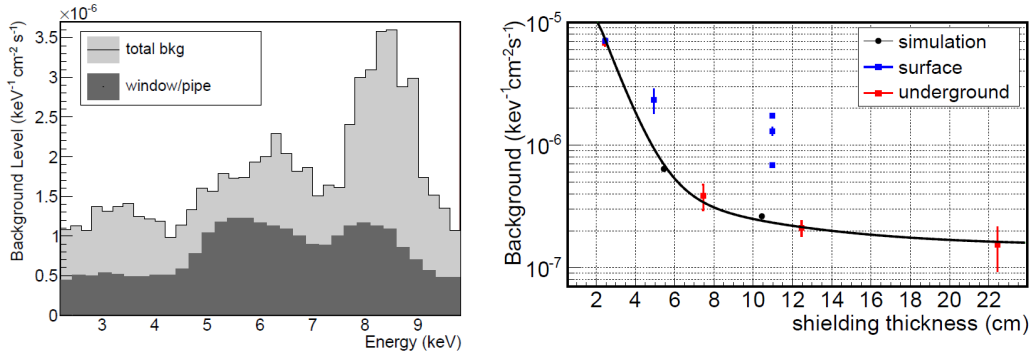 ×10⁻⁶
3.5
3
2.5
2
1.5
1
0.5
0
Background Level (keV⁻¹ cm⁻² s⁻¹)
total bkg
window/pipe
3 4 5 6 7 8 9
Energy (keV)
10⁻⁵
10⁻⁶
10⁻⁷
Background (kev⁻¹cm⁻²s⁻¹)
simulation
surface
underground
2 4 6 8 10 12 14 16 18 20 22
shielding thickness (cm)